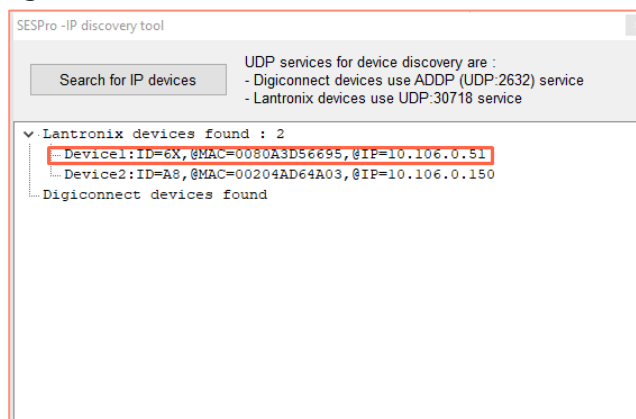 SESPro -IP discovery tool
Search for IP devices
UDP services for device discovery are :
- Digiconnect devices use ADDP (UDP:2632) service
- Lantronix devices use UDP:30718 service
Lantronix devices found : 2
Device1:ID=6X,@MAC=0080A3D56695,@IP=10.106.0.51
Device2:ID=A8,@MAC=00204AD64A03,@IP=10.106.0.150
Digiconnect devices found